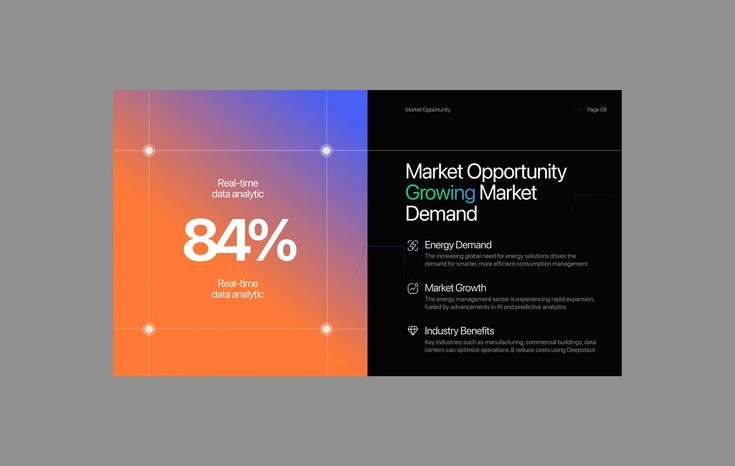 Real-time
data analytic
84%
Real-time
data analytic
Market Opportunity
Page 08
Market Opportunity
Growing Market
Demand
Energy Demand
The increasing global need for energy solutions drives the
demand for smarter, more efficient consumption management.
Market Growth
The energy management sector is experiencing rapid expansion,
fueled by advancements in AI and predictive analytics
Industry Benefits
Key industries such as manufacturing, commercial buildings, data
centers can optimize operations & reduce costs using Deepstack